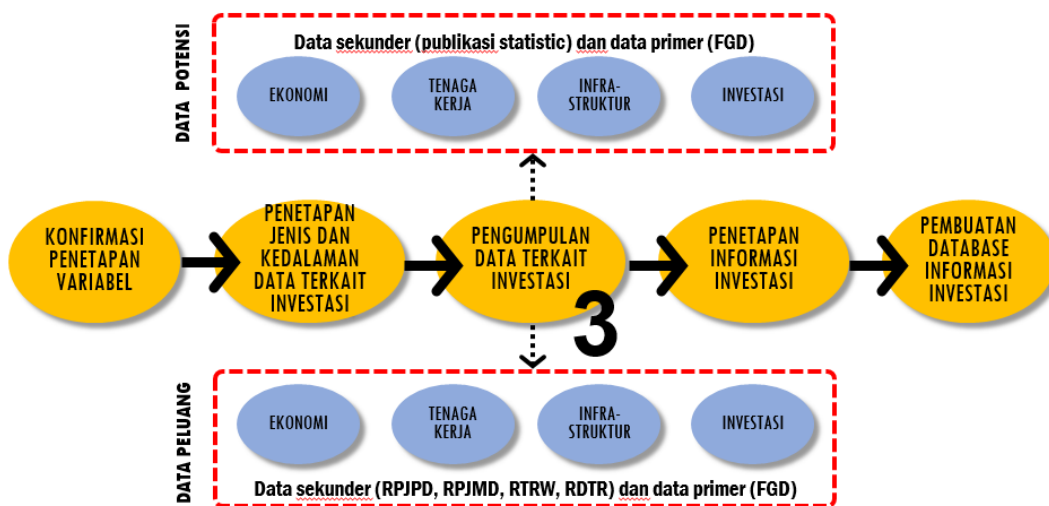 DATA POTENSI
Data sekunder (publikasi statistic) dan data primer (FGD)
EKONOMI
TENAGA
KERJA
INFRA-
STRUKTUR
INVESTASI
KONFIRMASI
PENETAPAN
VARIABEL
PENETAPAN
JENIS DAN
KEDALAMAN
DATA TERKAIT
INVESTASI
PENGUMPULAN
DATA TERKAIT
INVESTASI
3
PENETAPAN
INFORMASI
INVESTASI
PEMBUATAN
DATABASE
INFORMASI
INVESTASI
DATA PELUANG
EKONOMI
TENAGA
KERJA
INFRA-
STRUKTUR
INVESTASI
Data sekunder (RPJPD, RPJMD, RTRW, RDTR) dan data primer (FGD)